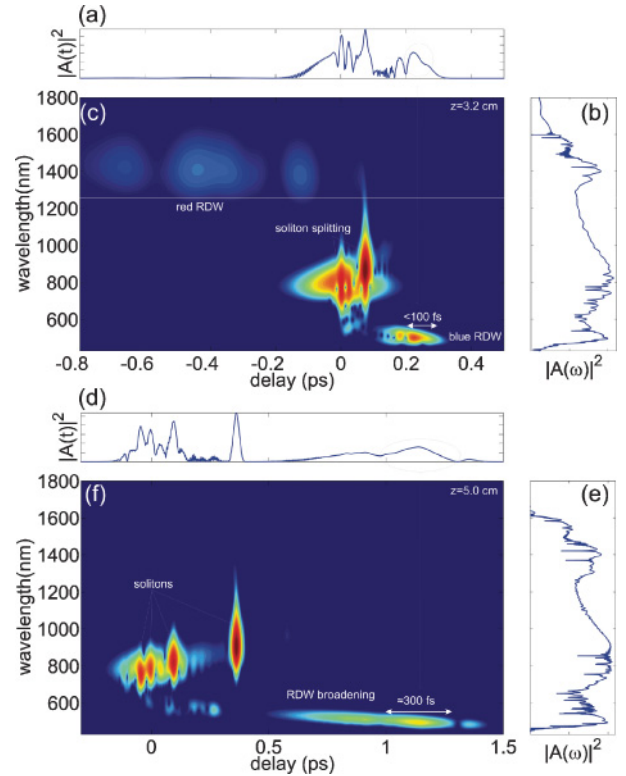 (a)
|A(t)|²
1800
1600
1400
1200
1000
800
600
wavelength(nm)
(c)
z=3.2 cm
red RDW
soliton splitting
<100 fs
blue RDW
-0.8 -0.6 -0.4 -0.2 0 0.2 0.4
delay (ps)
(b)
|A(ω)|²
(d)
|A(t)|²
1800
1600
1400
1200
1000
800
600
wavelength(nm)
(f)
z=5.0 cm
solitons
RDW broadening
≈300 fs
0 0.5 1 1.5
delay (ps)
(e)
|A(ω)|²